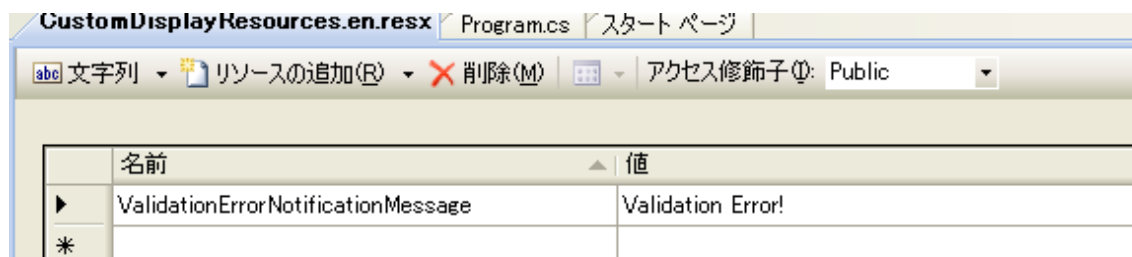 CustomDisplayResources.en.resx Program.cs スタート ページ
abc 文字列 リソースの追加(R) 削除(M) アクセス修飾子(I): Public
名前 値
ValidationErrorNotificationMessage Validation Error!